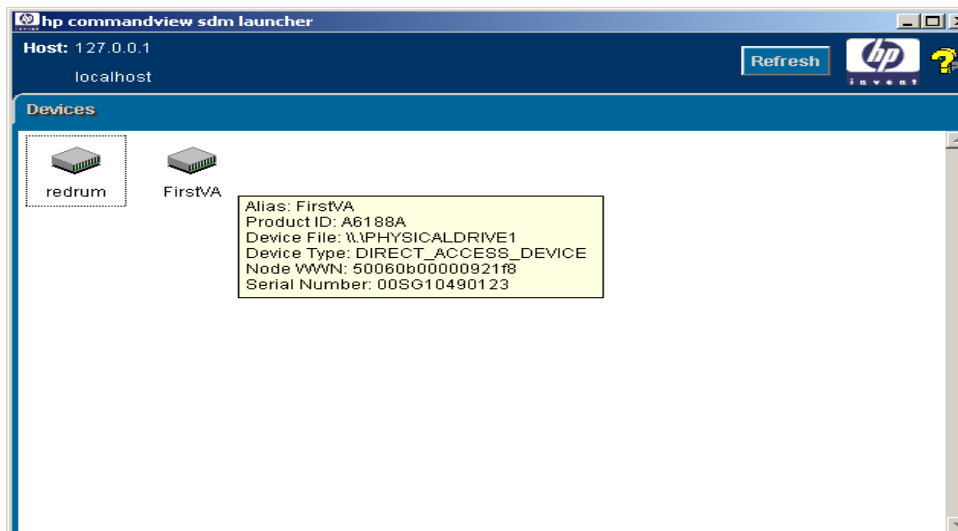 hp commandview sdm launcher
Host: 127.0.0.1
localhost
Refresh
hp
invent
?
Devices
redrum
FirstVA
Alias: FirstVA
Product ID: A6188A
Device File: \\.\PHYSICALDRIVE1
Device Type: DIRECT_ACCESS_DEVICE
Node WWN: 50060b00000921f8
Serial Number: 00SG10490123